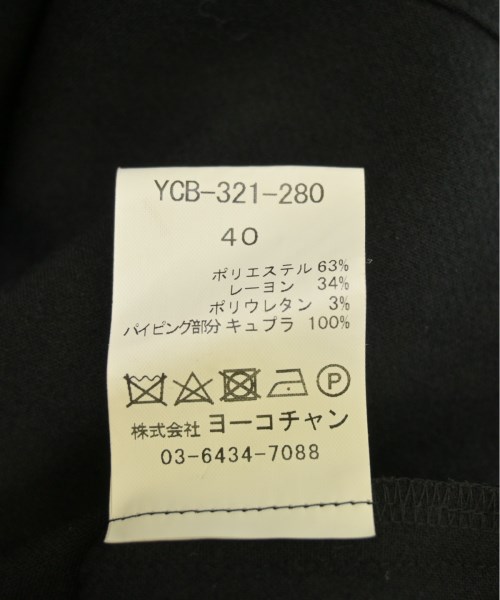 YCB-321-280
40
ポリエステル 63%
レーヨン 34%
ポリウレタン 3%
パイピング部分 キュプラ 100%
P
株式会社 ヨーコチャン
03-6434-7088